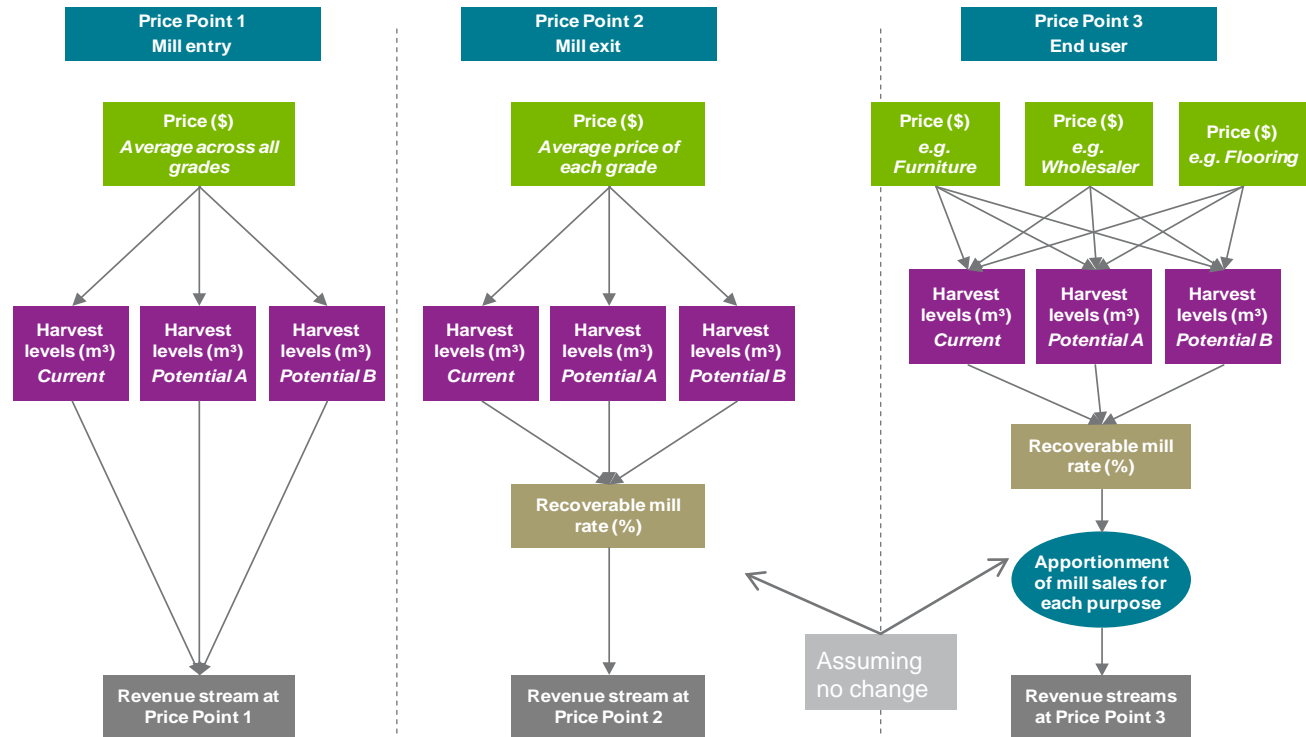 Price Point 1
Mill entry
Price Point 2
Mill exit
Price Point 3
End user
Price ($)
Average across all
grades
Price ($)
Average price of
each grade
Price ($)
e.g.
Furniture
Price ($)
e.g.
Wholesaler
Price ($)
e.g. Flooring
Harvest
levels (m³)
Current
Harvest
levels (m³)
Potential A
Harvest
levels (m³)
Potential B
Harvest
levels (m³)
Current
Harvest
levels (m³)
Potential A
Harvest
levels (m³)
Potential B
Harvest
levels (m³)
Current
Harvest
levels (m³)
Potential A
Harvest
levels (m³)
Potential B
Recoverable mill
rate (%)
Recoverable mill
rate (%)
Apportionment
of mill sales for
each purpose
Assuming
no change
Revenue stream at
Price Point 1
Revenue stream at
Price Point 2
Revenue streams
at Price Point 3